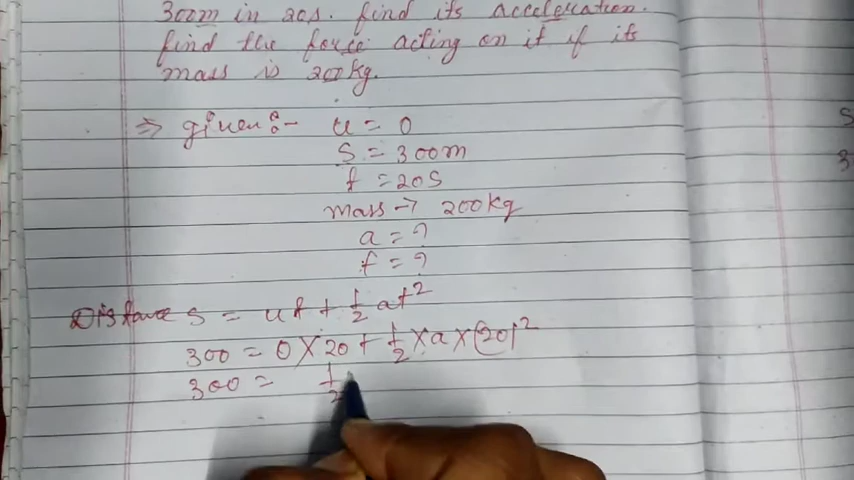 300m in 20s. find its acceleration.
find the force acting on it if its
mass is 200kg.
⇒ given:- u = 0
S = 300m
t = 20S
mass → 200kg
a = ?
f = ?
Distance S = ut + 1/2 at²
300 = 0 × 20 + 1/2 × a × (20)²
300 = 1/2
S
3